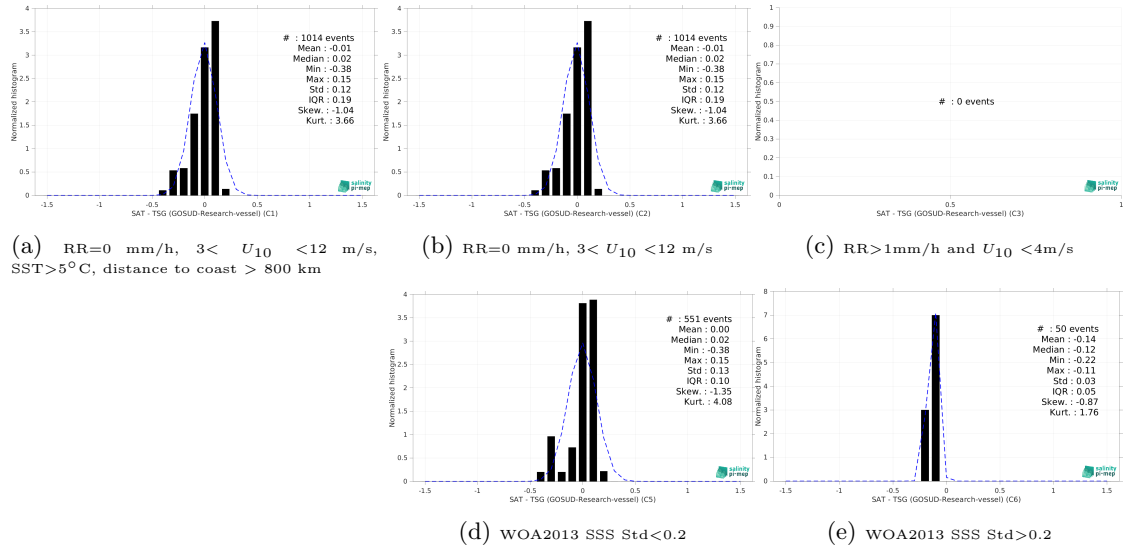 4
3.5
3
2.5
2
1.5
1
0.5
0
Normalized histogram
# : 1014 events
Mean : -0.01
Median : 0.02
Min : -0.38
Max : 0.15
Std : 0.12
IQR : 0.19
Skew. : -1.04
Kurt. : 3.66
salinity
pi-mep
-1.5 -1 -0.5 0 0.5 1 1.5
SAT - TSG (GOSUD-Research-vessel) (C1)
(a) RR=0 mm/h, 3< U10 <12 m/s,
SST>5°C, distance to coast > 800 km
4
3.5
3
2.5
2
1.5
1
0.5
0
Normalized histogram
# : 1014 events
Mean : -0.01
Median : 0.02
Min : -0.38
Max : 0.15
Std : 0.12
IQR : 0.19
Skew. : -1.04
Kurt. : 3.66
salinity
pi-mep
-1.5 -1 -0.5 0 0.5 1 1.5
SAT - TSG (GOSUD-Research-vessel) (C2)
(b) RR=0 mm/h, 3< U10 <12 m/s
1
0.9
0.8
0.7
0.6
0.5
0.4
0.3
0.2
0.1
0
Normalized histogram
# : 0 events
salinity
pi-mep
0 0.5 1
SAT - TSG (GOSUD-Research-vessel) (C3)
(c) RR>1mm/h and U10 <4m/s
4
3.5
3
2.5
2
1.5
1
0.5
0
Normalized histogram
# : 551 events
Mean : 0.00
Median : 0.02
Min : -0.38
Max : 0.15
Std : 0.13
IQR : 0.10
Skew. : -1.35
Kurt. : 4.08
salinity
pi-mep
-1.5 -1 -0.5 0 0.5 1 1.5
SAT - TSG (GOSUD-Research-vessel) (C5)
(d) WOA2013 SSS Std<0.2
8
7
6
5
4
3
2
1
0
Normalized histogram
# : 50 events
Mean : -0.14
Median : -0.12
Min : -0.22
Max : -0.11
Std : 0.03
IQR : 0.05
Skew. : -0.87
Kurt. : 1.76
salinity
pi-mep
-1.5 -1 -0.5 0 0.5 1 1.5
SAT - TSG (GOSUD-Research-vessel) (C6)
(e) WOA2013 SSS Std>0.2